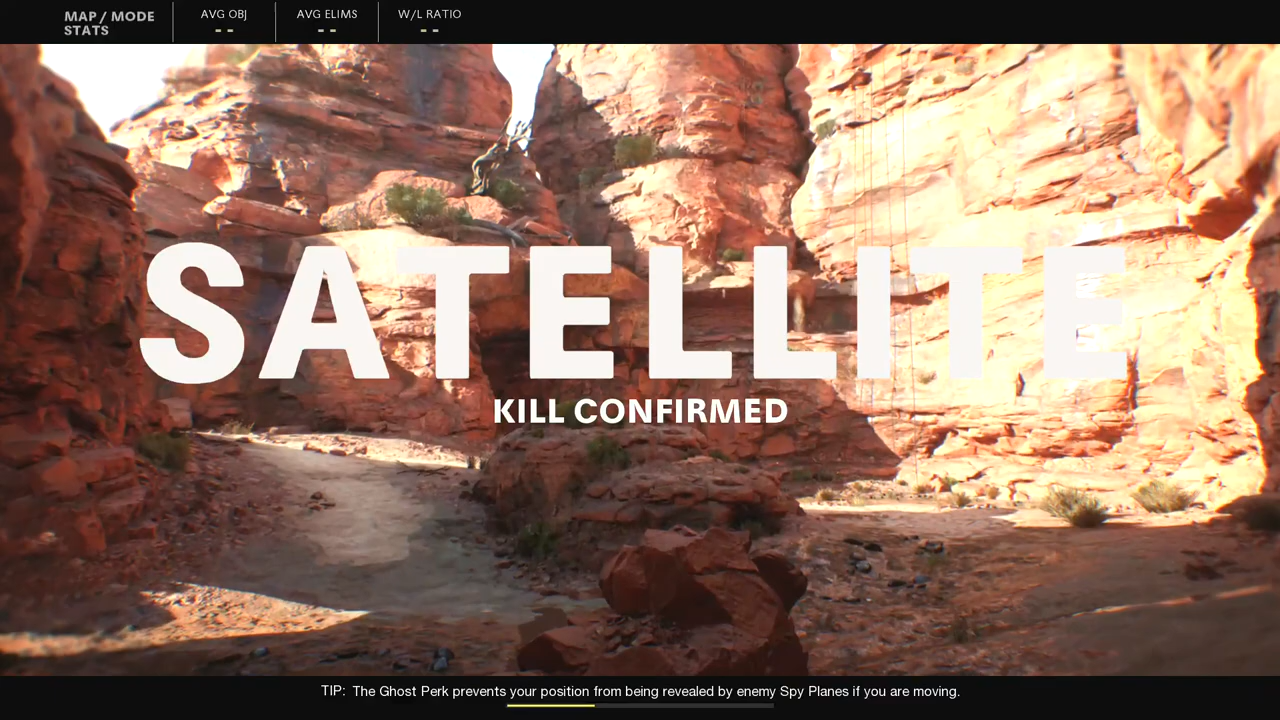 MAP / MODE
STATS
AVG OBJ
--
AVG ELIMS
--
W/L RATIO
--
SATELLITE
KILL CONFIRMED
TIP: The Ghost Perk prevents your position from being revealed by enemy Spy Planes if you are moving.